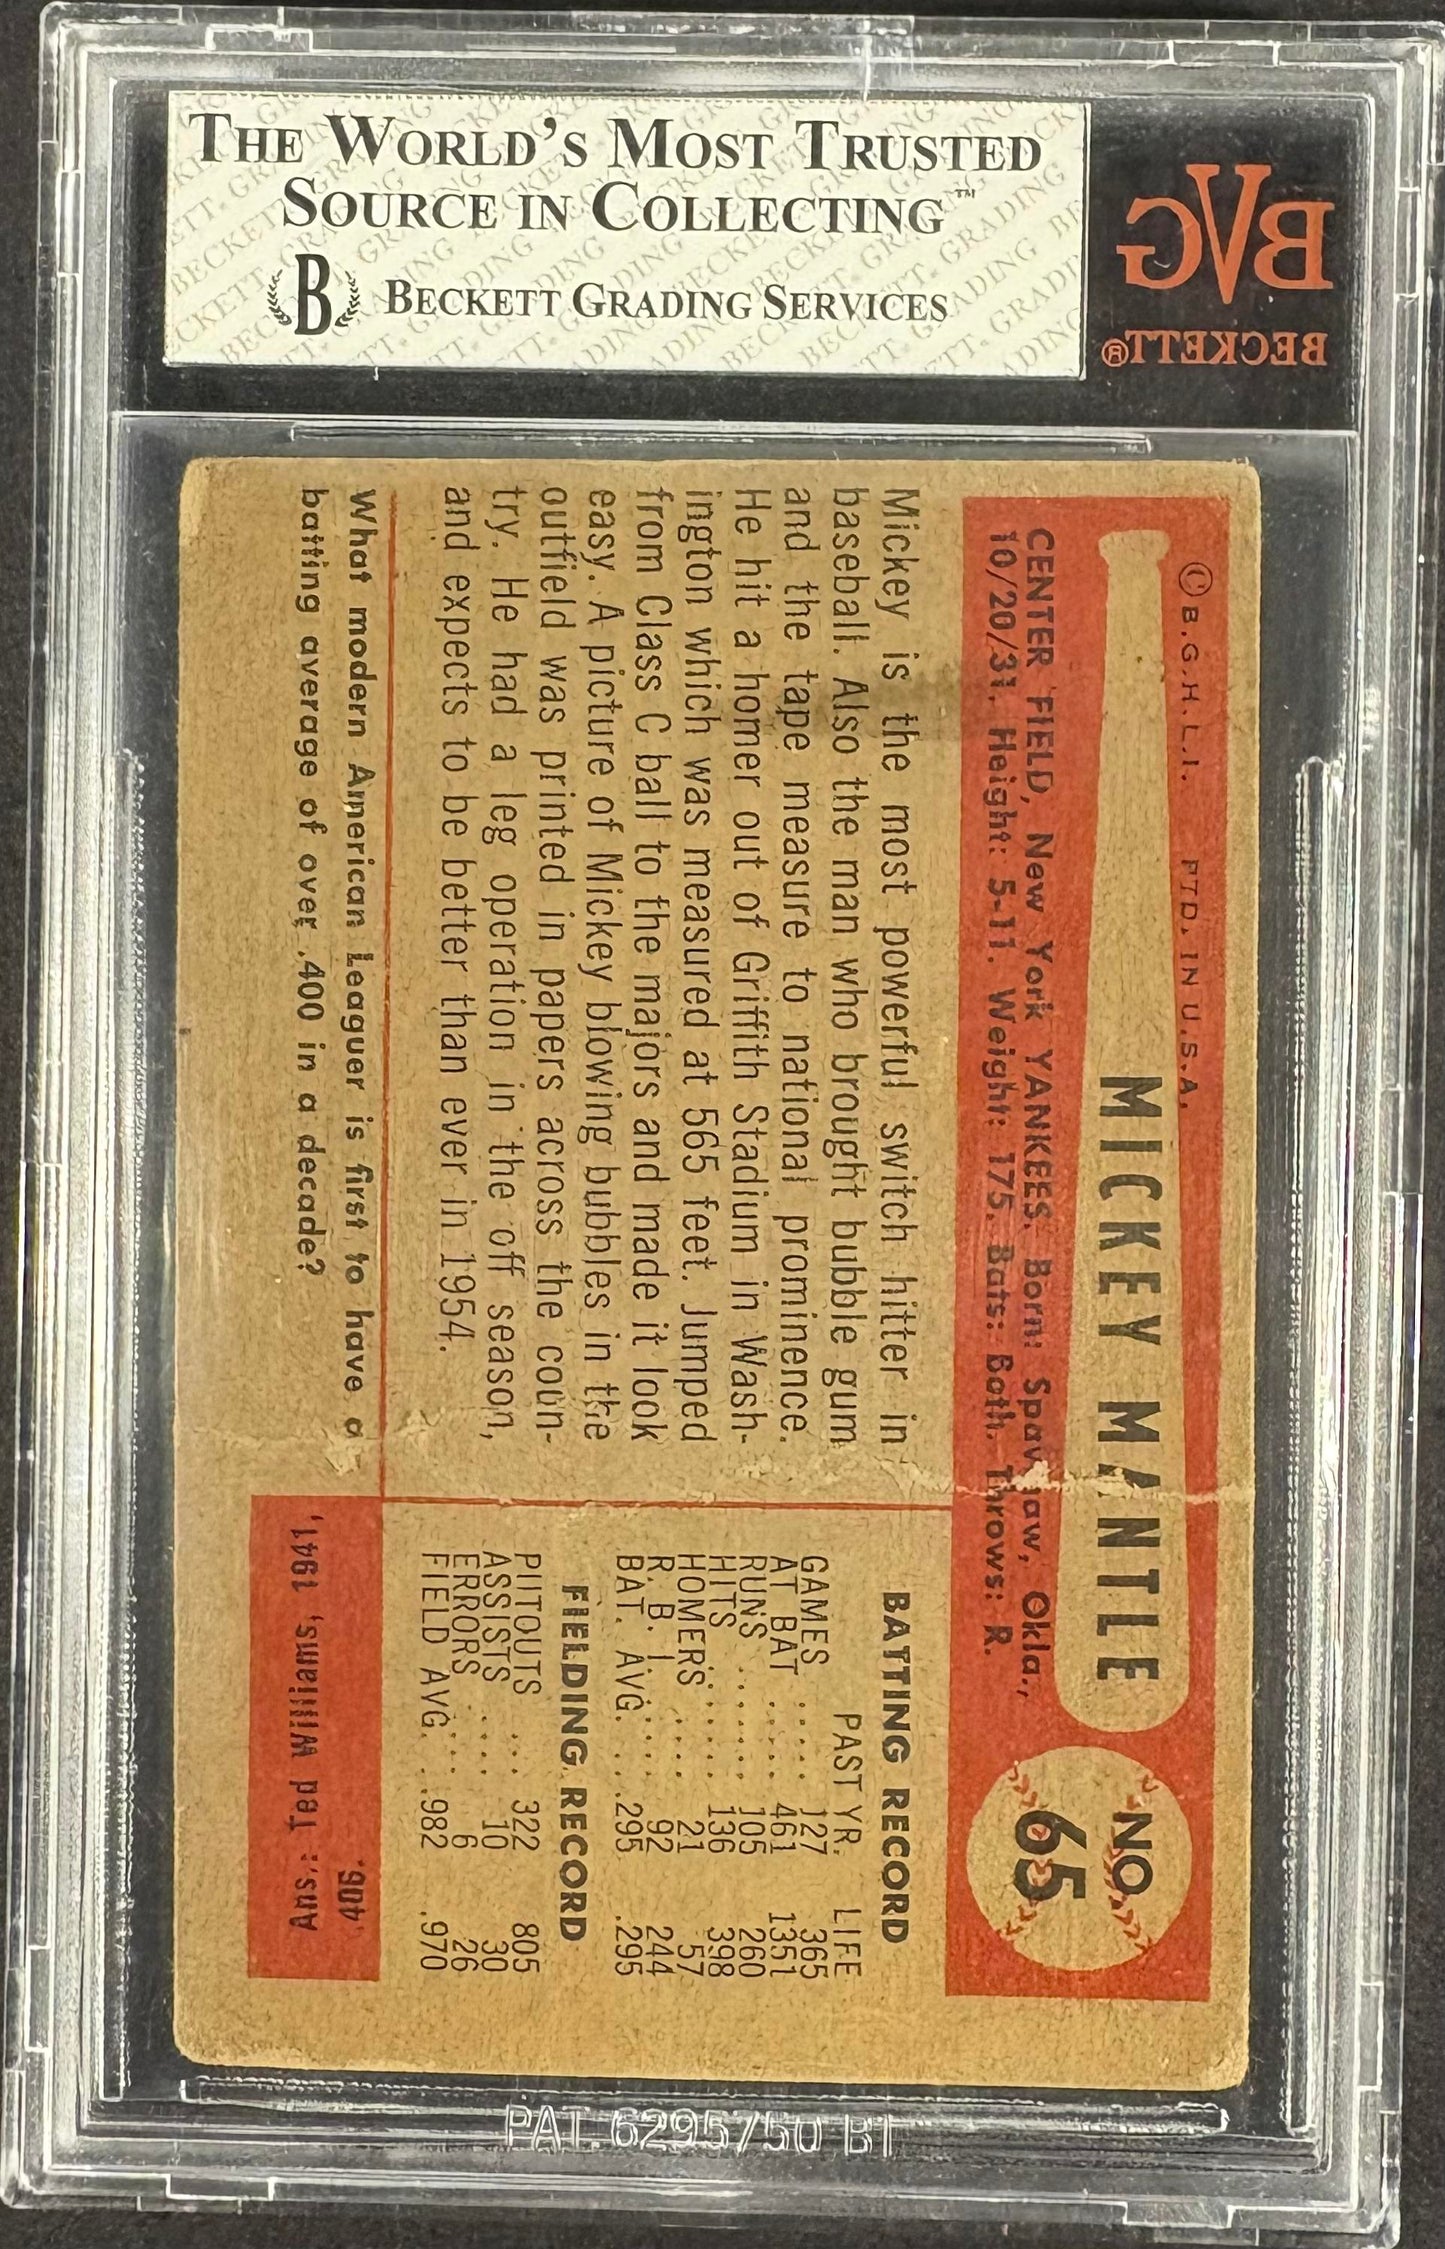 THE WORLD'S MOST TRUSTED
SOURCE IN COLLECTING™
B BECKETT GRADING SERVICES
BVG
BECKETT®
© B.G.H.L.I. PTD. IN U.S.A.
MICKEY MANTLE
NO.
65
CENTER FIELD, New York YANKEES. Born: Spavinaw, Okla.,
10/20/31. Height: 5-11. Weight: 175. Bats: Both. Throws: R.
Mickey is the most powerful switch hitter in
baseball. Also the man who brought bubble gum
and the tape measure to national prominence.
He hit a homer out of Griffith Stadium in Wash-
ington which was measured at 565 feet. Jumped
from Class C ball to the majors and made it look
easy. A picture of Mickey blowing bubbles in the
outfield was printed in papers across the coun-
try. He had a leg operation in the off season,
and expects to be better than ever in 1954.
BATTING RECORD
PAST YR. LIFE
GAMES ..... 127 365
AT BAT ..... 461 1351
RUNS ...... 105 260
HITS ...... 136 398
HOMERS .... 21 57
R. B. I. .... 92 244
BAT. AVG. .. .295 .295
FIELDING RECORD
PUTOUTS ... 322 805
ASSISTS .... 10 30
ERRORS .... 6 26
FIELD AVG. .. .982 .970
What modern American Leaguer is first to have a
batting average of over .400 in a decade?
Ans.: Ted Williams, 1941,
.406.
PAT. 6295750 B1